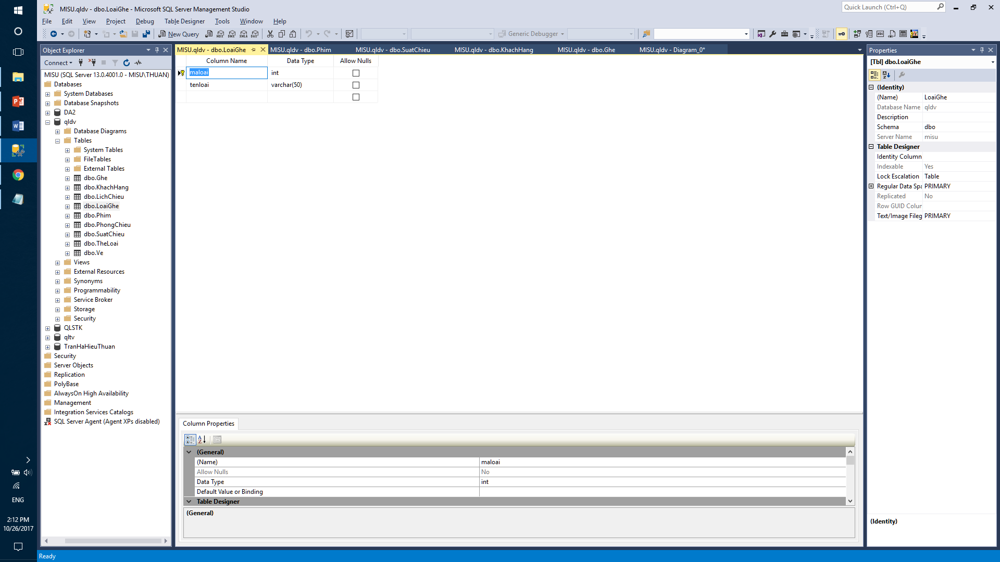 MISU.qldv - dbo.LoaiGhe - Microsoft SQL Server Management Studio
Quick Launch (Ctrl+Q)
File Edit View Project Debug Table Designer Tools Window Help
New Query
Generic Debugger
Object Explorer
MISU.qldv - dbo.LoaiGhe
MISU.qldv - dbo.Phim
MISU.qldv - dbo.SuatChieu
MISU.qldv - dbo.KhachHang
MISU.qldv - dbo.Ghe
MISU.qldv - Diagram_0*
Connect
MISU (SQL Server 13.0.4001.0 - MISU\THUAN)
Databases
System Databases
Database Snapshots
DA2
qldv
Database Diagrams
Tables
System Tables
FileTables
External Tables
dbo.Ghe
dbo.KhachHang
dbo.LichChieu
dbo.LoaiGhe
dbo.Phim
dbo.PhongChieu
dbo.SuatChieu
dbo.TheLoai
dbo.Ve
Views
External Resources
Synonyms
Programmability
Service Broker
Storage
Security
QLSTK
qltv
TranHaHieuThuan
Security
Server Objects
Replication
PolyBase
AlwaysOn High Availability
Management
Integration Services Catalogs
SQL Server Agent (Agent XPs disabled)
Column Name Data Type Allow Nulls
maloai int
tenloai varchar(50)
Column Properties
(General)
(Name) maloai
Allow Nulls No
Data Type int
Default Value or Binding
Table Designer
(General)
Properties
[Tbl] dbo.LoaiGhe
(Identity)
(Name) LoaiGhe
Database Name qldv
Description
Schema dbo
Server Name misu
Table Designer
Identity Column
Indexable Yes
Lock Escalation Table
Regular Data Spa PRIMARY
Replicated No
Row GUID Colur
Text/Image Fileg PRIMARY
(Identity)
ENG
2:12 PM
10/26/2017
Ready